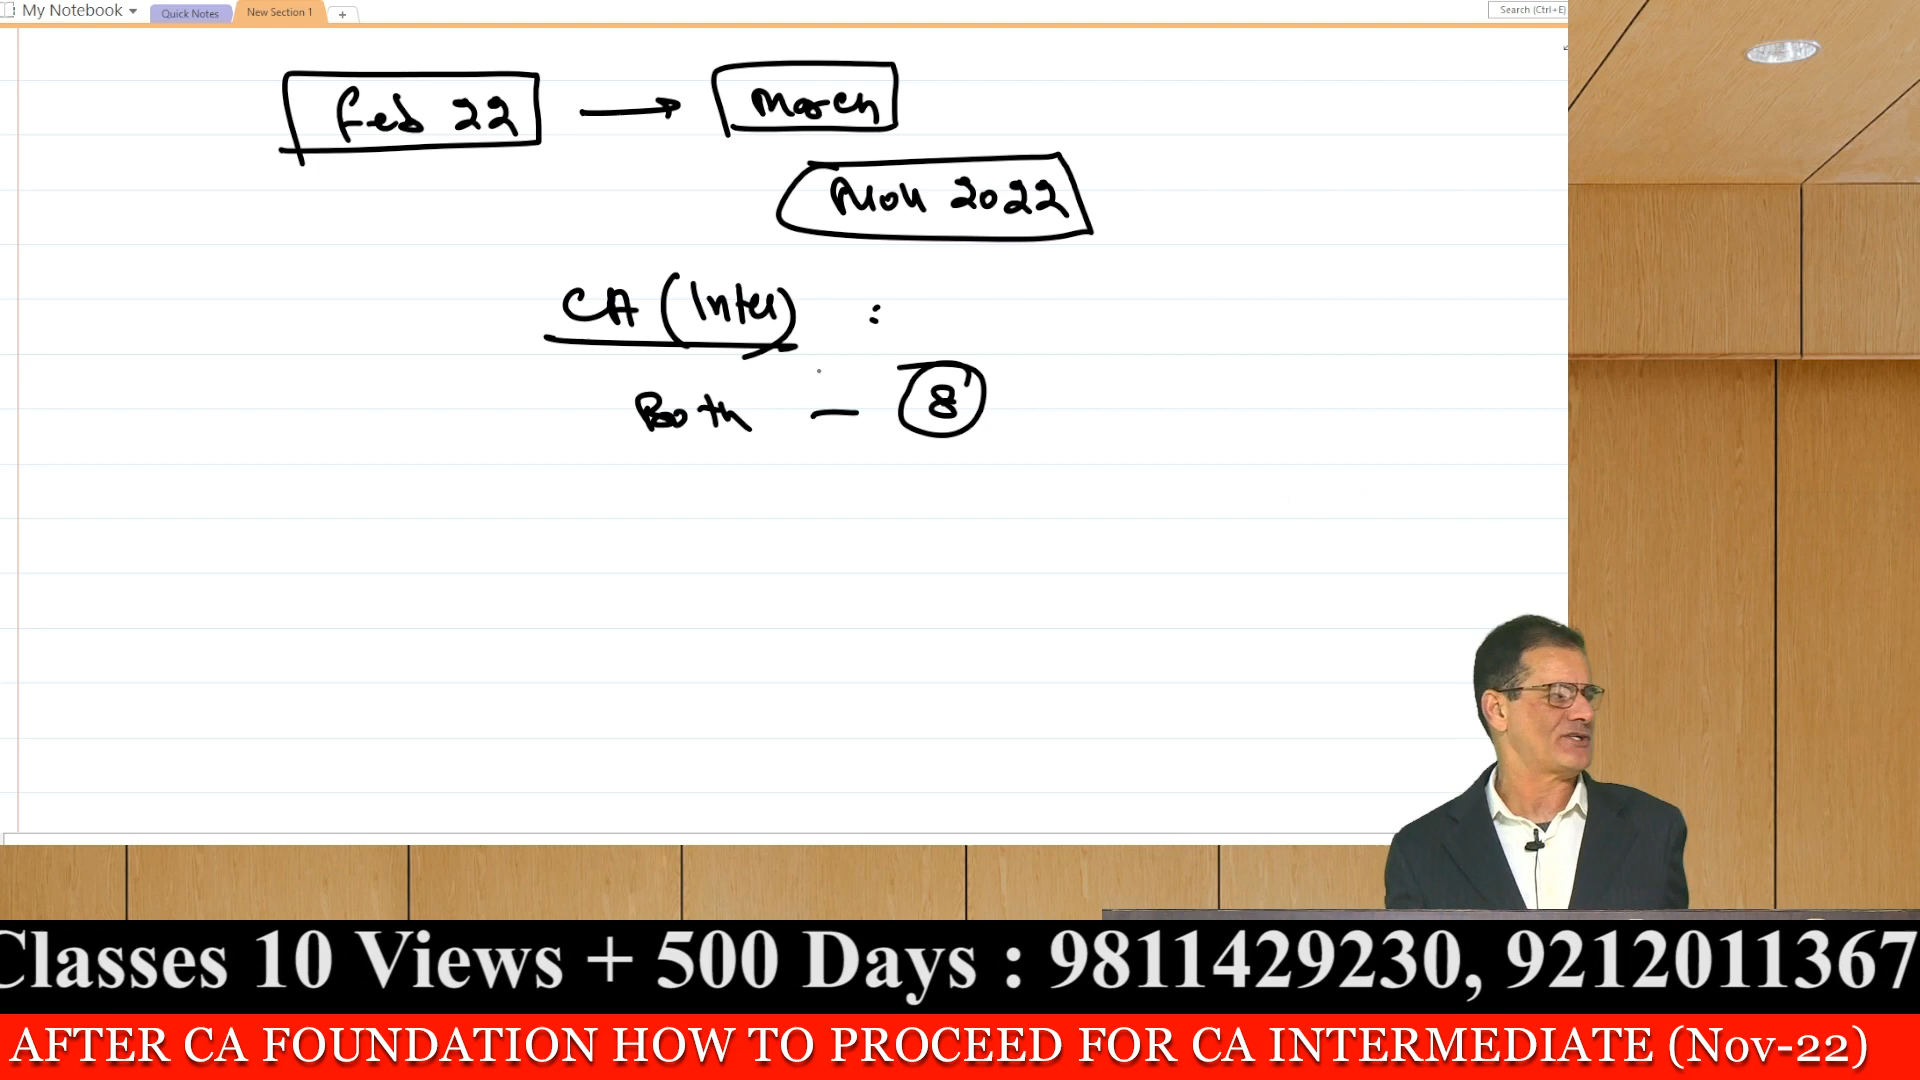 My Notebook
Quick Notes
New Section 1
+
Search (Ctrl+E)
Feb 22 → March
Nov 2022
CA (Inter) :
Both — 8
Classes 10 Views + 500 Days : 9811429230, 9212011367
AFTER CA FOUNDATION HOW TO PROCEED FOR CA INTERMEDIATE (Nov-22)